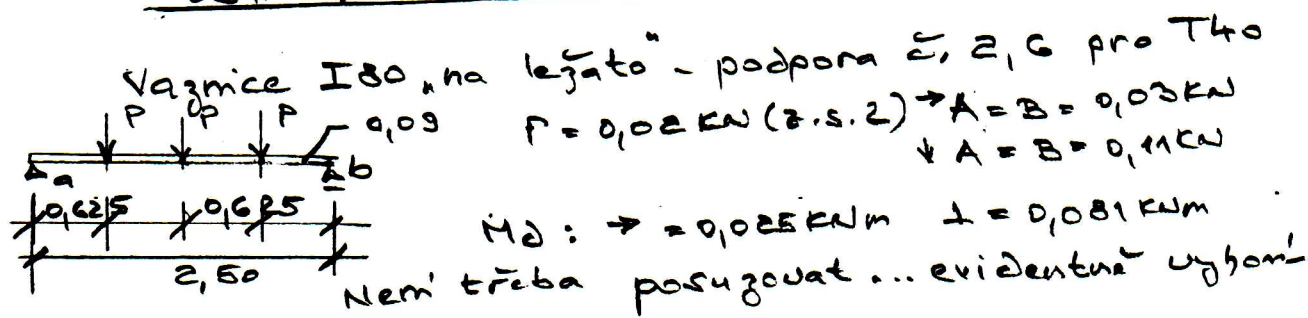 Vaznice I80 „na ležato" - podpora č. 2,6 pro T40
P P P 0,09 P = 0,02 KN (z.s.2) → A = B = 0,03 KN
↓ A = B = 0,11 KN
a b
0,625 0,625
Md : → = 0,025 KNm ⊥ = 0,081 KNm
2,50
Není třeba posuzovat ... evidentně vyhoví